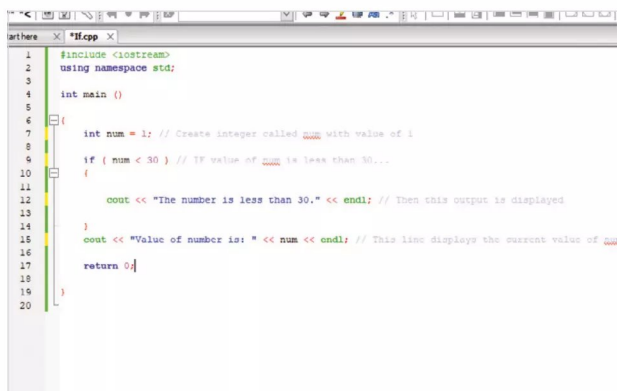 art here
*If.cpp
1 #include <iostream>
2 using namespace std;
3
4 int main ()
5
6 {
7 int num = 1; // Create integer called num with value of 1
8
9 if ( num < 30 ) // IF value of num is less than 30...
10 {
11
12 cout << "The number is less than 30." << endl; // Then this output is displayed
13
14 }
15 cout << "Value of number is: " << num << endl; // This line displays the current value of
16
17 return 0;
18
19 }
20